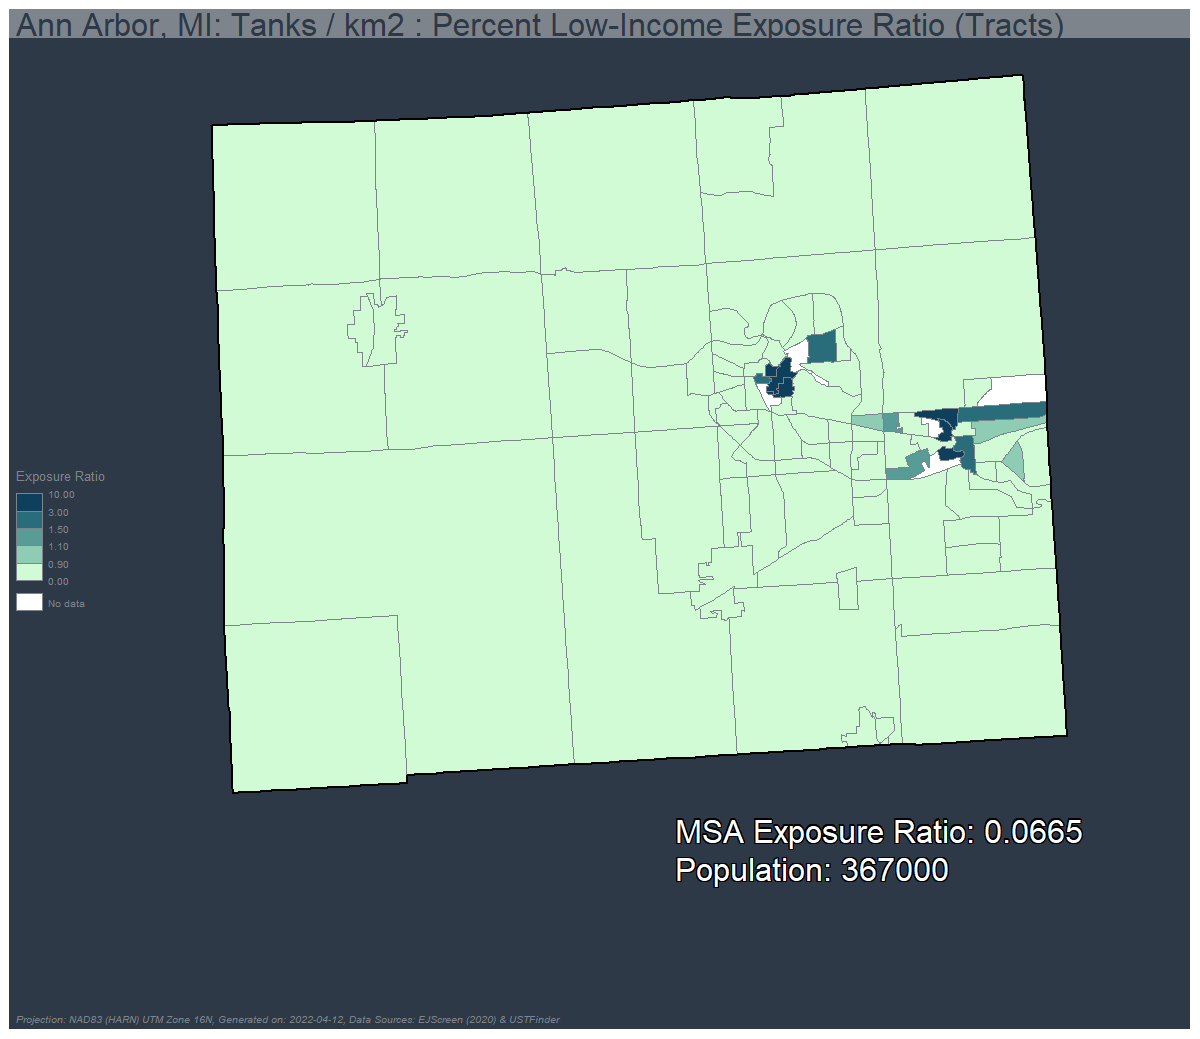 Ann Arbor, MI: Tanks / km2 : Percent Low-Income Exposure Ratio (Tracts)
Exposure Ratio
10.00
3.00
1.50
1.10
0.90
0.00
No data
MSA Exposure Ratio: 0.0665
Population: 367000
Projection: NAD83 (HARN) UTM Zone 16N, Generated on: 2022-04-12, Data Sources: EJScreen (2020) & USTFinder